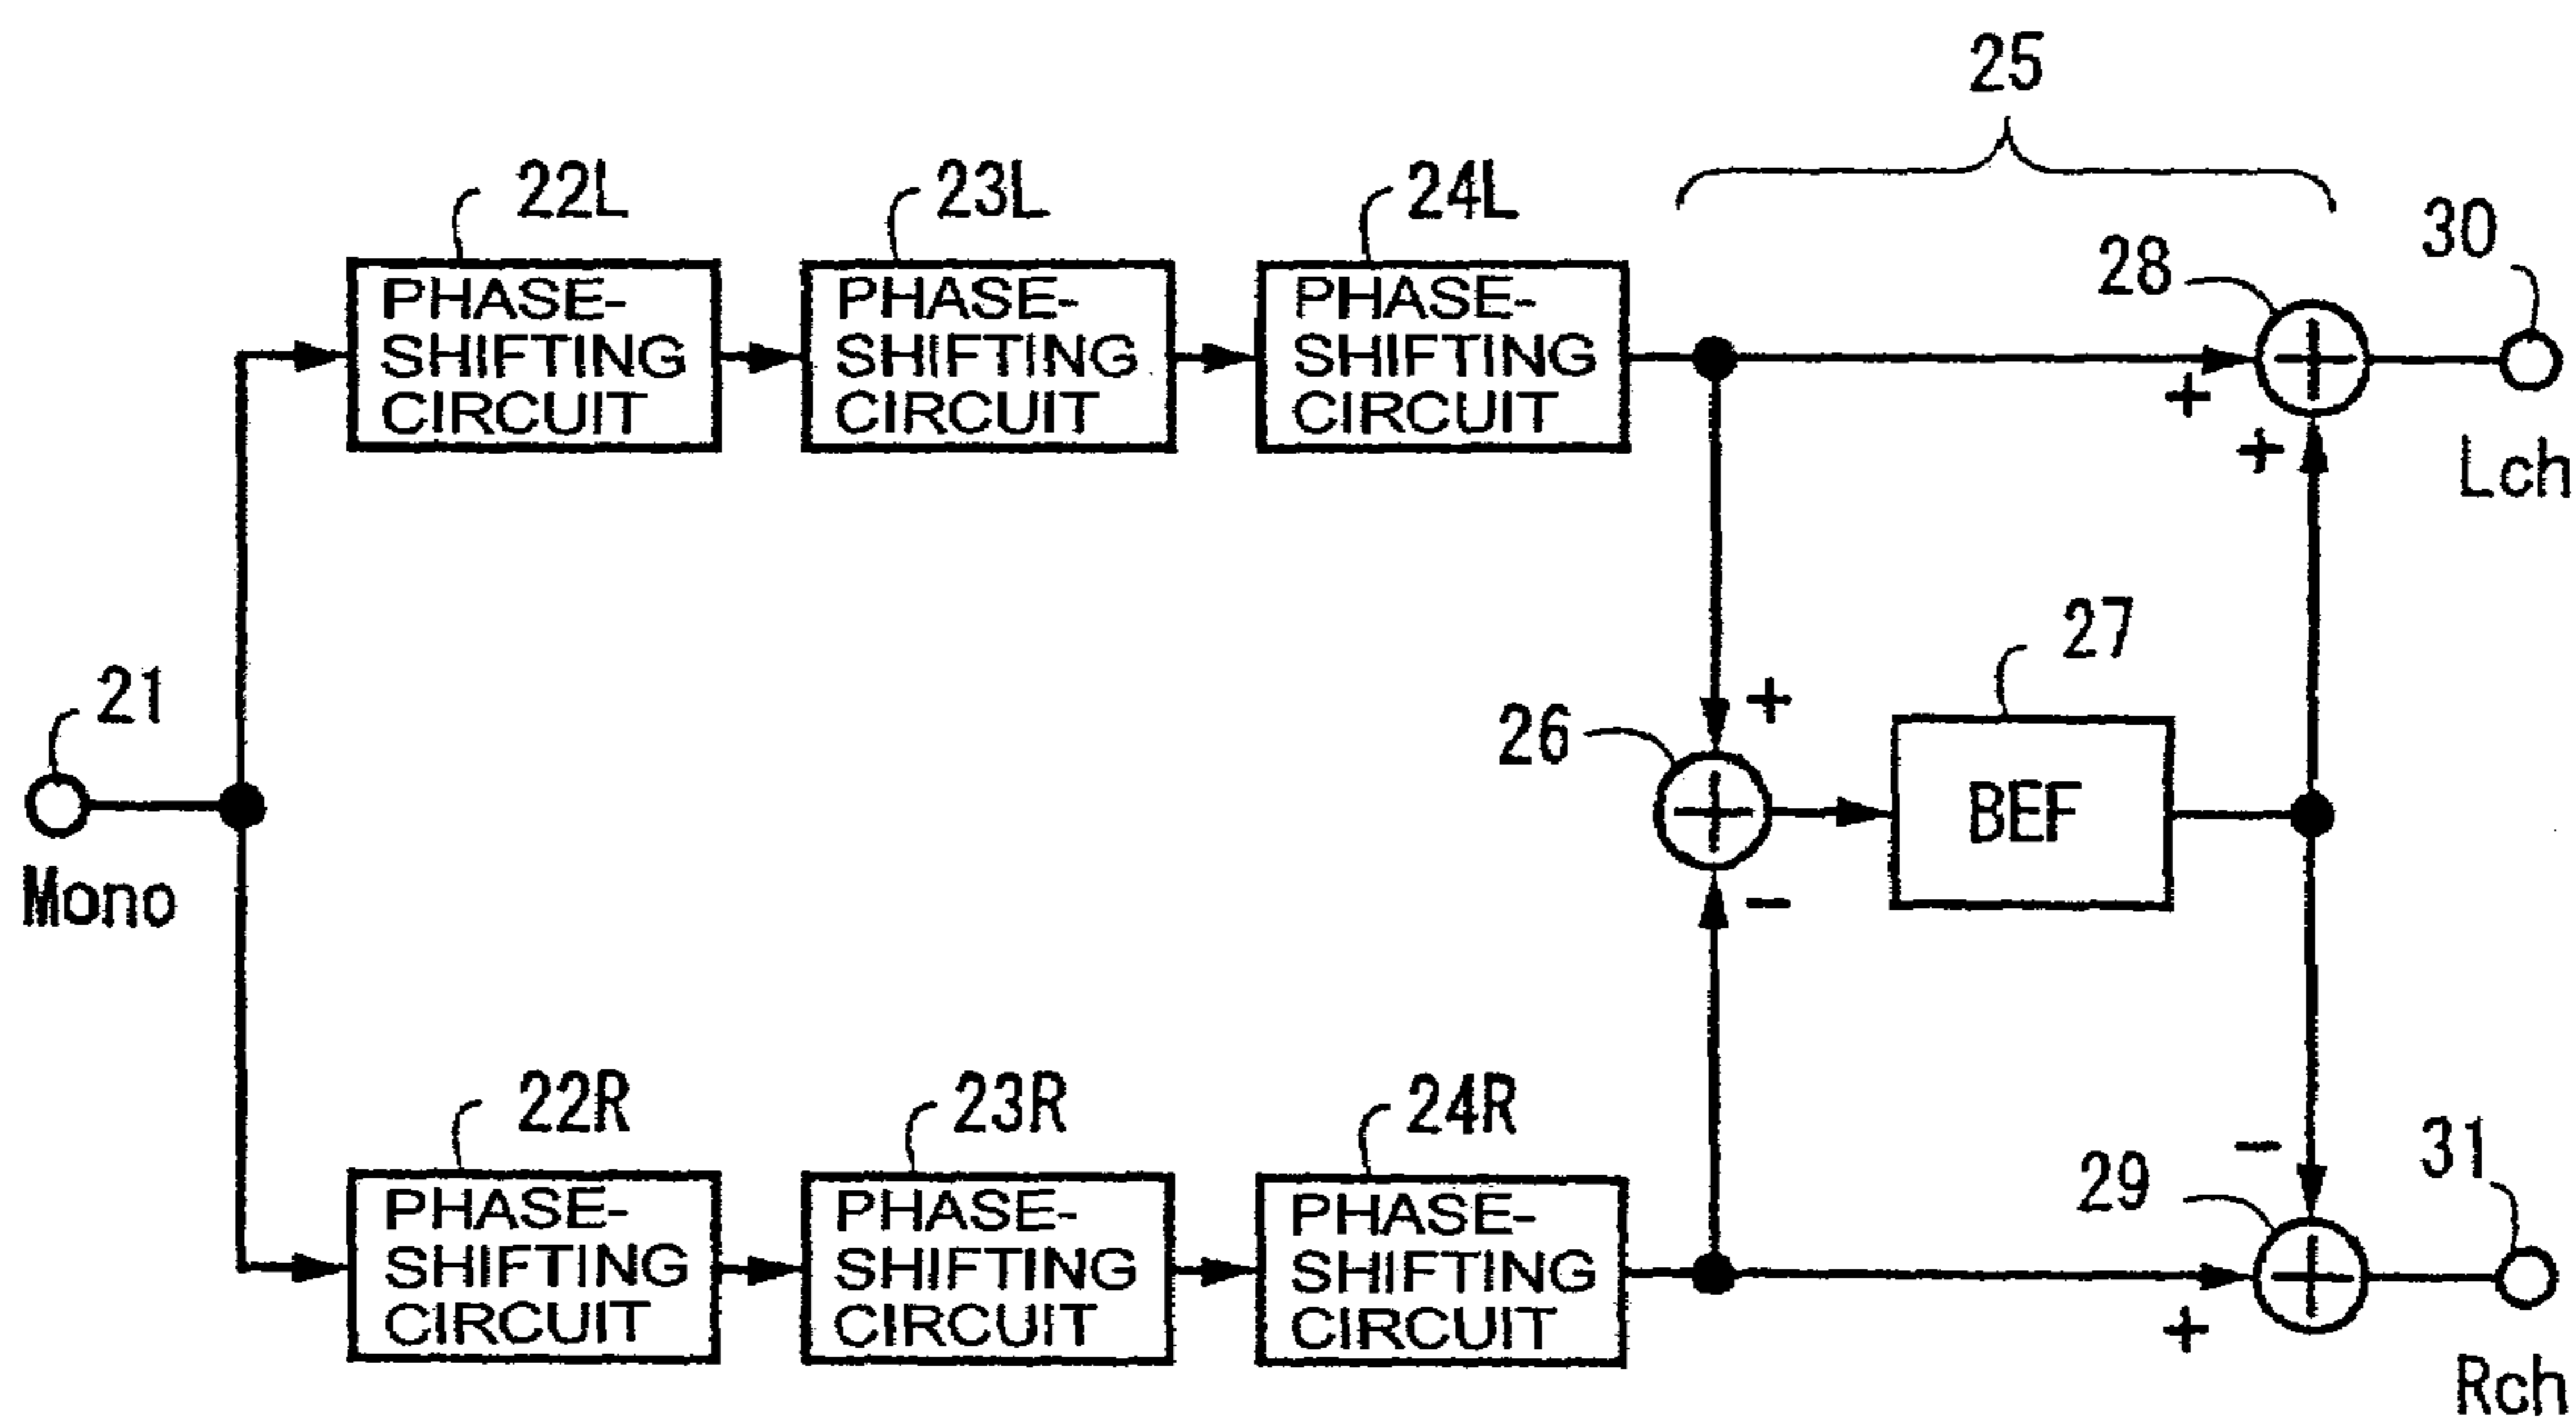 25
22L
23L
24L
28
30
PHASE-
SHIFTING
CIRCUIT
PHASE-
SHIFTING
CIRCUIT
PHASE-
SHIFTING
CIRCUIT
+
+
Lch
21
Mono
26
+
-
27
BEF
22R
23R
24R
29
31
PHASE-
SHIFTING
CIRCUIT
PHASE-
SHIFTING
CIRCUIT
PHASE-
SHIFTING
CIRCUIT
-
+
Rch